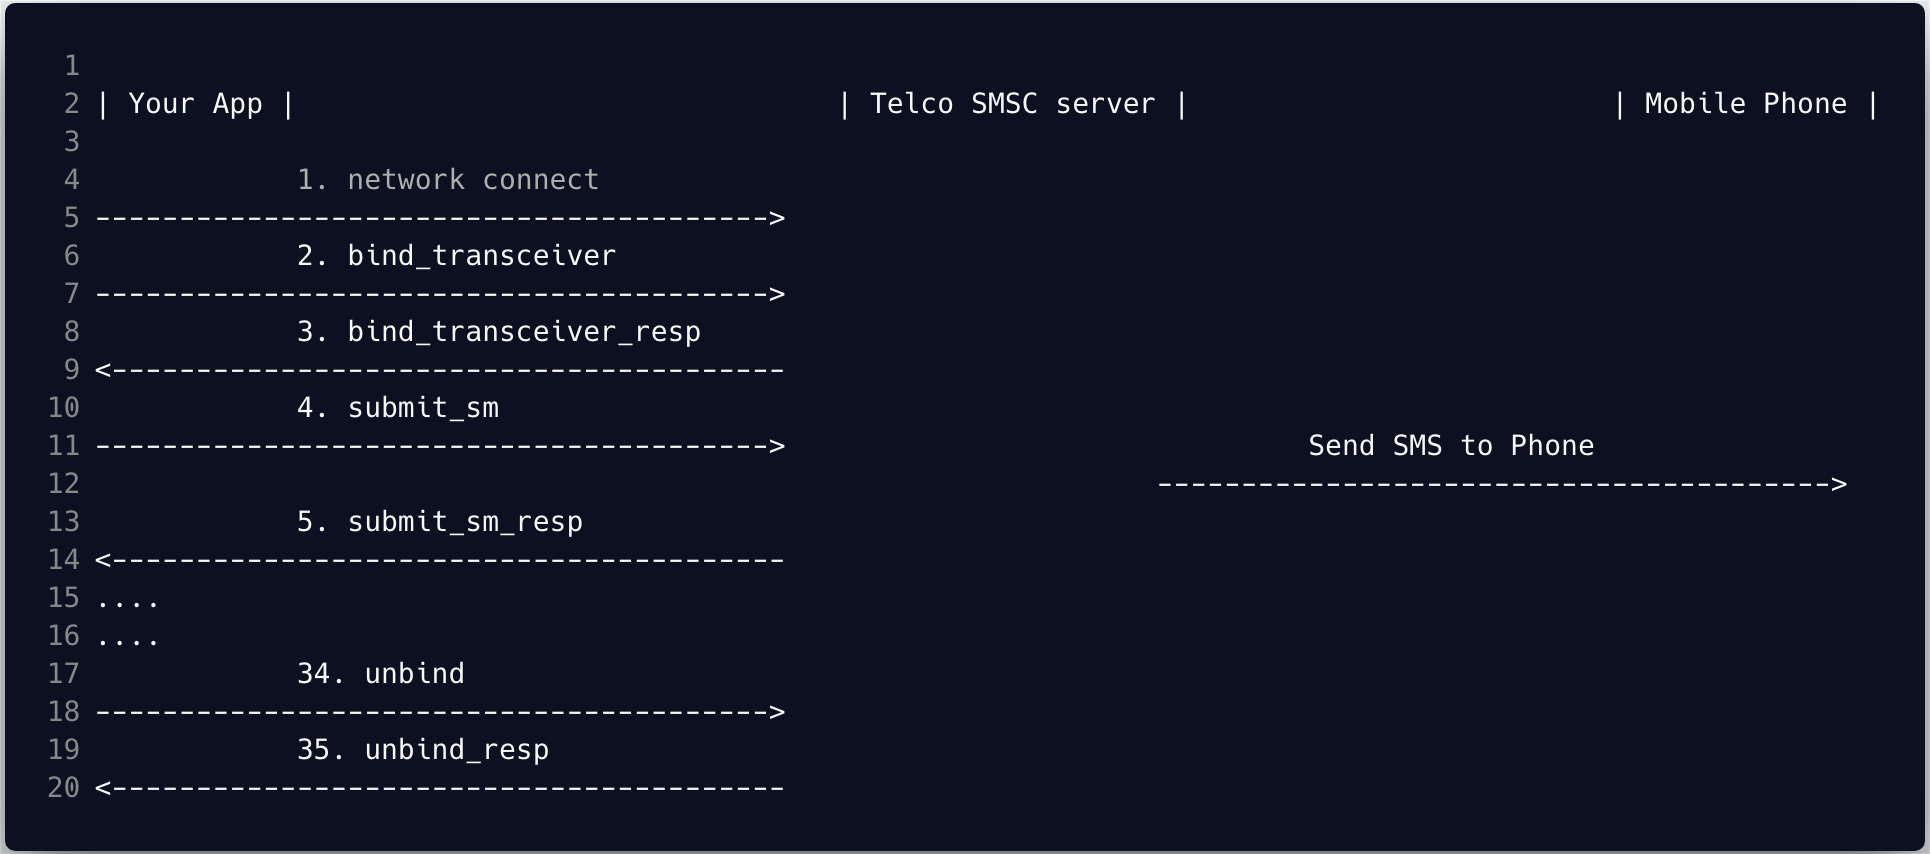 1
2 | Your App |                                 | Telco SMSC server |                          | Mobile Phone |
3
4             1. network connect
5 ---------------------------------------->
6             2. bind_transceiver
7 ---------------------------------------->
8             3. bind_transceiver_resp
9 <----------------------------------------
10             4. submit_sm
11 ---------------------------------------->                               Send SMS to Phone
12                                                               ---------------------------------------->
13             5. submit_sm_resp
14 <----------------------------------------
15 ....
16 ....
17             34. unbind
18 ---------------------------------------->
19             35. unbind_resp
20 <----------------------------------------